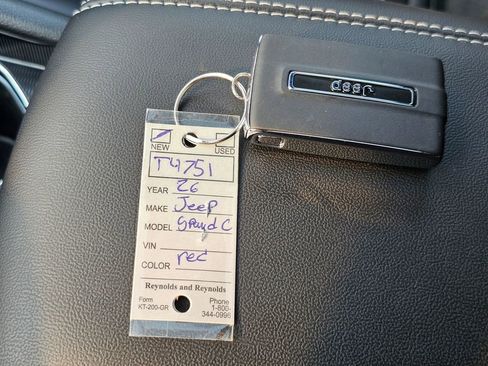 Jeep
NEW USED
T4751
YEAR 26
MAKE Jeep
MODEL Grand C
VIN
COLOR red
Reynolds and Reynolds
Form Phone
KT-200-GR 1-800-
344-0996